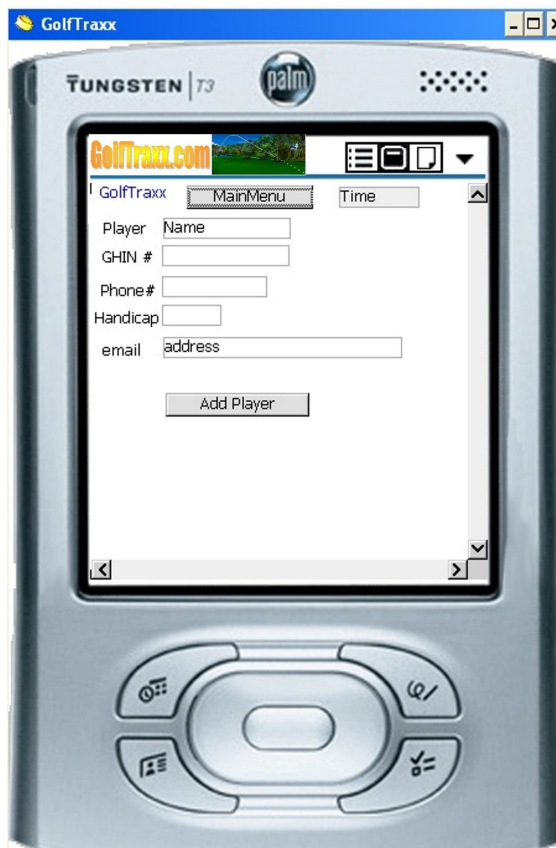 GolfTraxx
TUNGSTEN | T3
palm
GolfTraxx.com
GolfTraxx MainMenu Time
Player Name
GHIN #
Phone#
Handicap
email address
Add Player